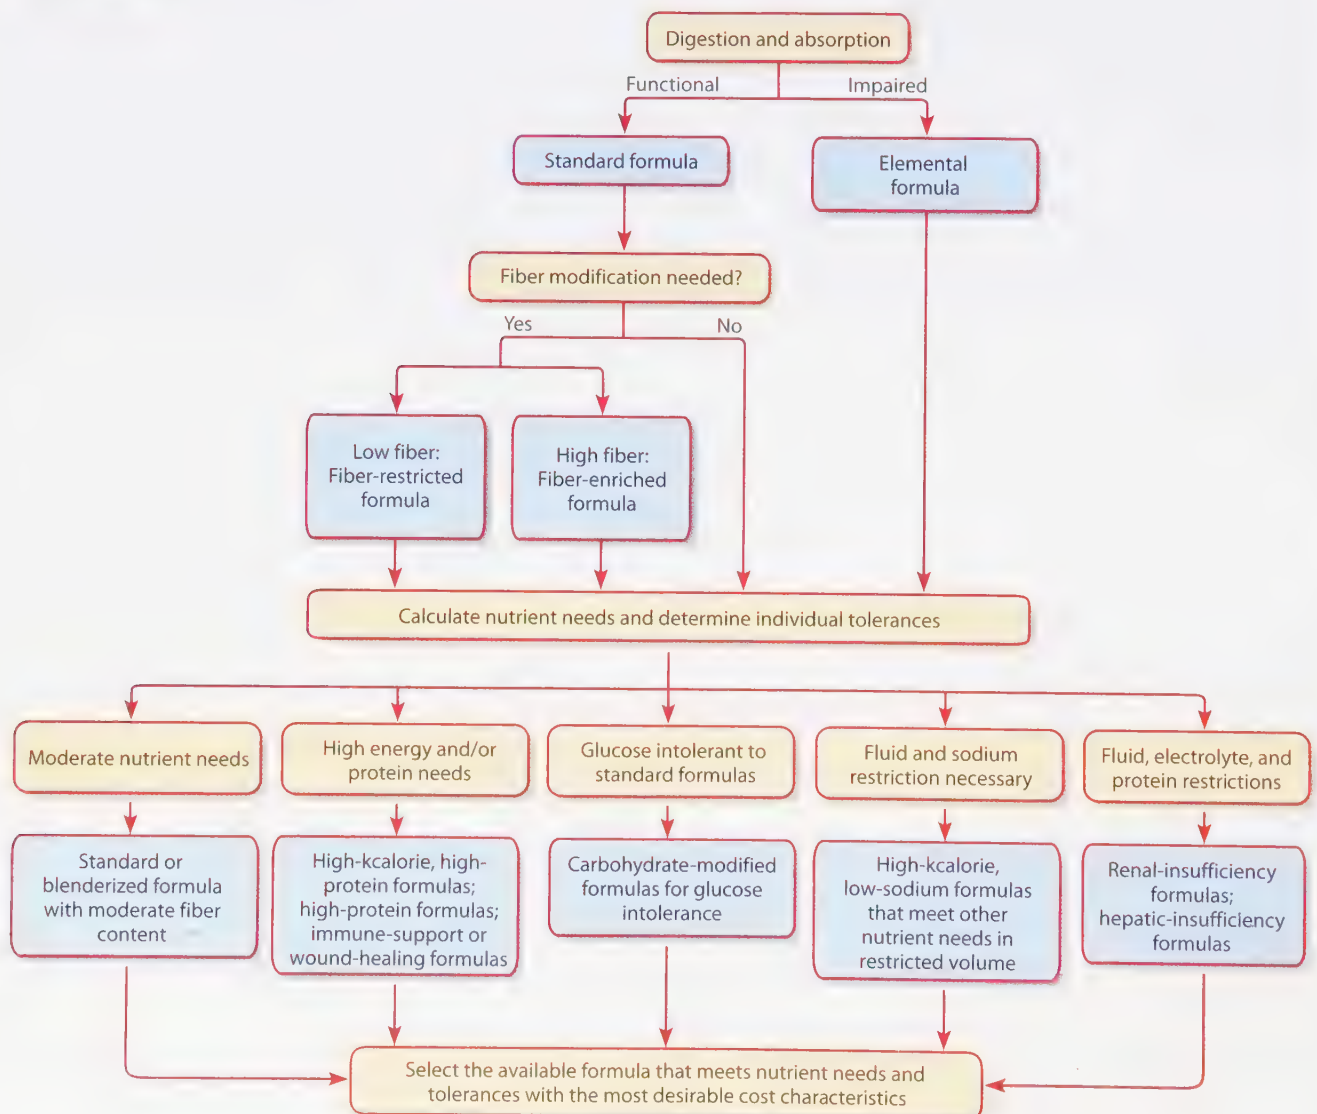 Digestion and absorption
Functional
Impaired
Standard formula
Elemental
formula
Fiber modification needed?
Yes
No
Low fiber:
Fiber-restricted
formula
High fiber:
Fiber-enriched
formula
Calculate nutrient needs and determine individual tolerances
Moderate nutrient needs
High energy and/or
protein needs
Glucose intolerant to
standard formulas
Fluid and sodium
restriction necessary
Fluid, electrolyte, and
protein restrictions
Standard or
blenderized formula
with moderate fiber
content
High-kcalorie, high-
protein formulas;
high-protein formulas;
immune-support or
wound-healing formulas
Carbohydrate-modified
formulas for glucose
intolerance
High-kcalorie,
low-sodium formulas
that meet other
nutrient needs in
restricted volume
Renal-insufficiency
formulas;
hepatic-insufficiency
formulas
Select the available formula that meets nutrient needs and
tolerances with the most desirable cost characteristics